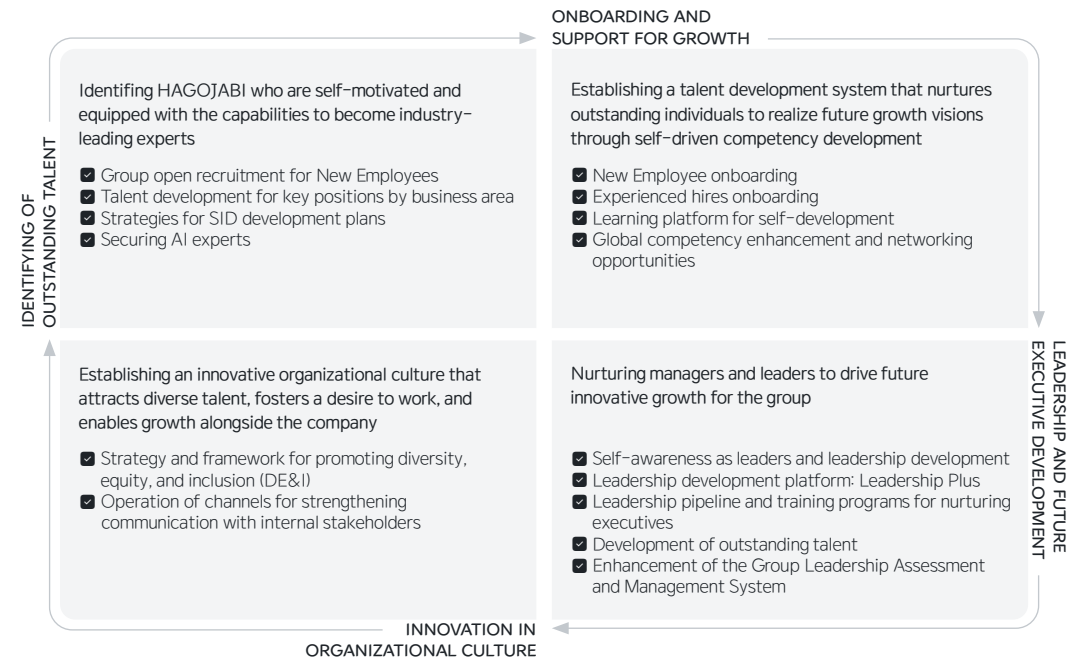 IDENTIFYING OF
OUTSTANDING TALENT
Identifing HAGOJABI who are self-motivated and
equipped with the capabilities to become industry-
leading experts
Group open recruitment for New Employees
Talent development for key positions by business area
Strategies for SID development plans
Securing AI experts
ONBOARDING AND
SUPPORT FOR GROWTH
Establishing a talent development system that nurtures
outstanding individuals to realize future growth visions
through self-driven competency development
New Employee onboarding
Experienced hires onboarding
Learning platform for self-development
Global competency enhancement and networking
opportunities
LEADERSHIP AND FUTURE
EXECUTIVE DEVELOPMENT
Nurturing managers and leaders to drive future
innovative growth for the group
Self-awareness as leaders and leadership development
Leadership development platform: Leadership Plus
Leadership pipeline and training programs for nurturing
executives
Development of outstanding talent
Enhancement of the Group Leadership Assessment
and Management System
Establishing an innovative organizational culture that
attracts diverse talent, fosters a desire to work, and
enables growth alongside the company
Strategy and framework for promoting diversity,
equity, and inclusion (DE&I)
Operation of channels for strengthening
communication with internal stakeholders
INNOVATION IN
ORGANIZATIONAL CULTURE